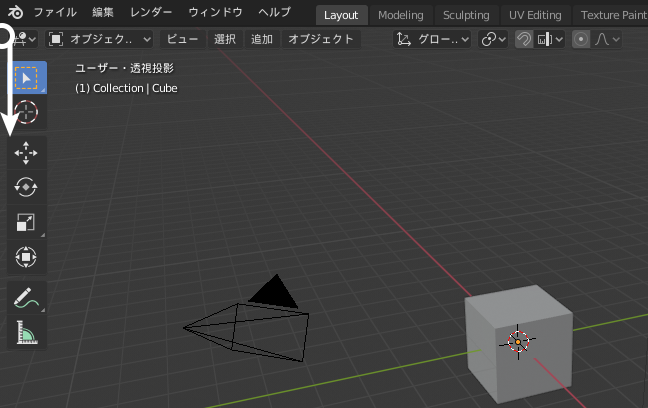 ファイル 編集 レンダー ウィンドウ ヘルプ Layout Modeling Sculpting UV Editing Texture Paint
オブジェク.. ビュー 選択 追加 オブジェクト グロー..
ユーザー・透視投影
(1) Collection | Cube